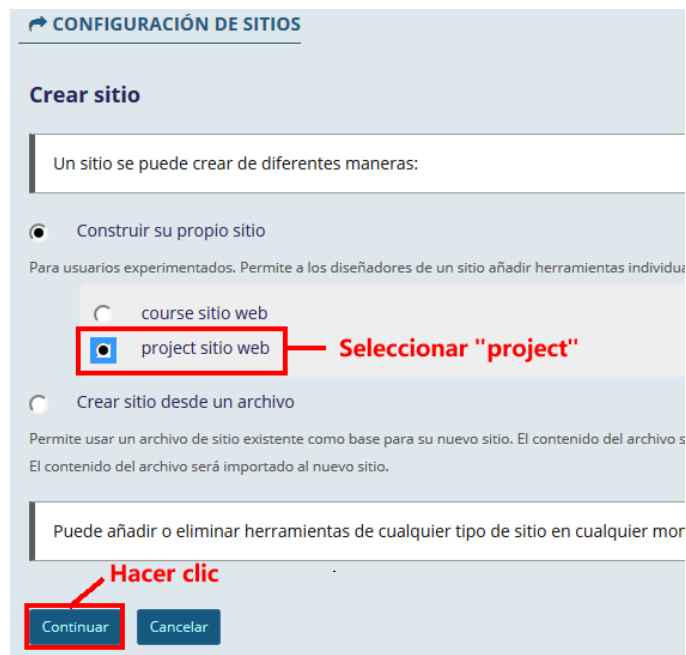 CONFIGURACIÓN DE SITIOS
Crear sitio
Un sitio se puede crear de diferentes maneras:
Construir su propio sitio
Para usuarios experimentados. Permite a los diseñadores de un sitio añadir herramientas individua
course sitio web
project sitio web
Seleccionar "project"
Crear sitio desde un archivo
Permite usar un archivo de sitio existente como base para su nuevo sitio. El contenido del archivo s
El contenido del archivo será importado al nuevo sitio.
Puede añadir o eliminar herramientas de cualquier tipo de sitio en cualquier mor
Hacer clic
Continuar Cancelar